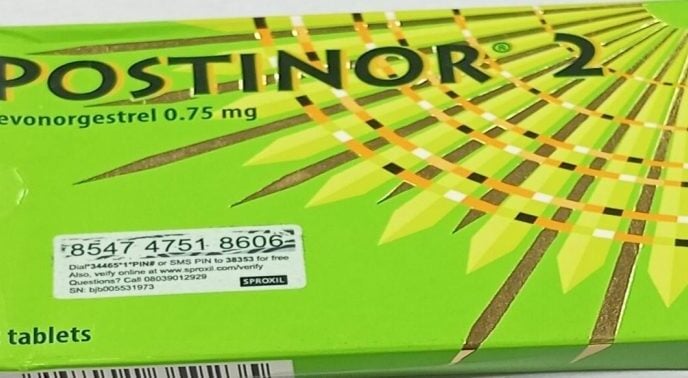 POSTINOR® 2
evonorgestrel 0.75 mg
8547 4751 8606
Dial*34465*1*PIN# or SMS PIN to 38353 for free
Also, veify online at www.sproxil.com/verify
Questions? Call 08039012929
SPROXIL
SN: bjb005531973
tablets